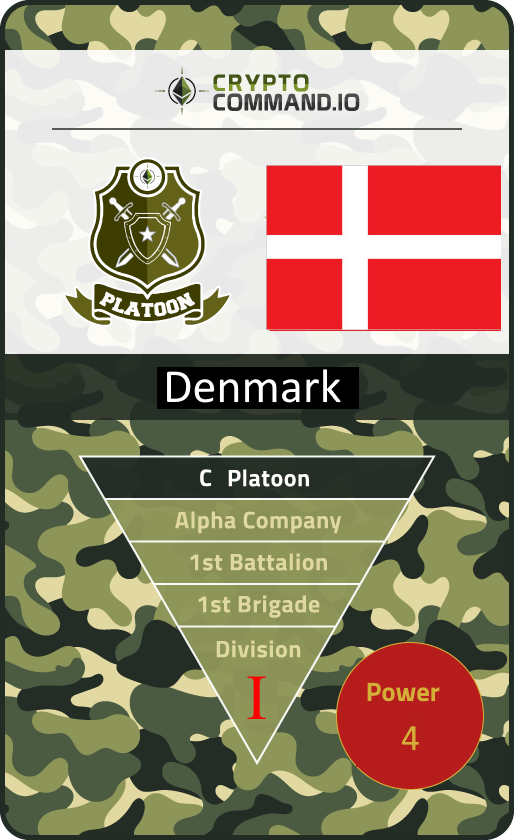 CRYPTO
COMMAND.IO
PLATOON
Denmark
C Platoon
Alpha Company
1st Battalion
1st Brigade
Division
I
Power
4